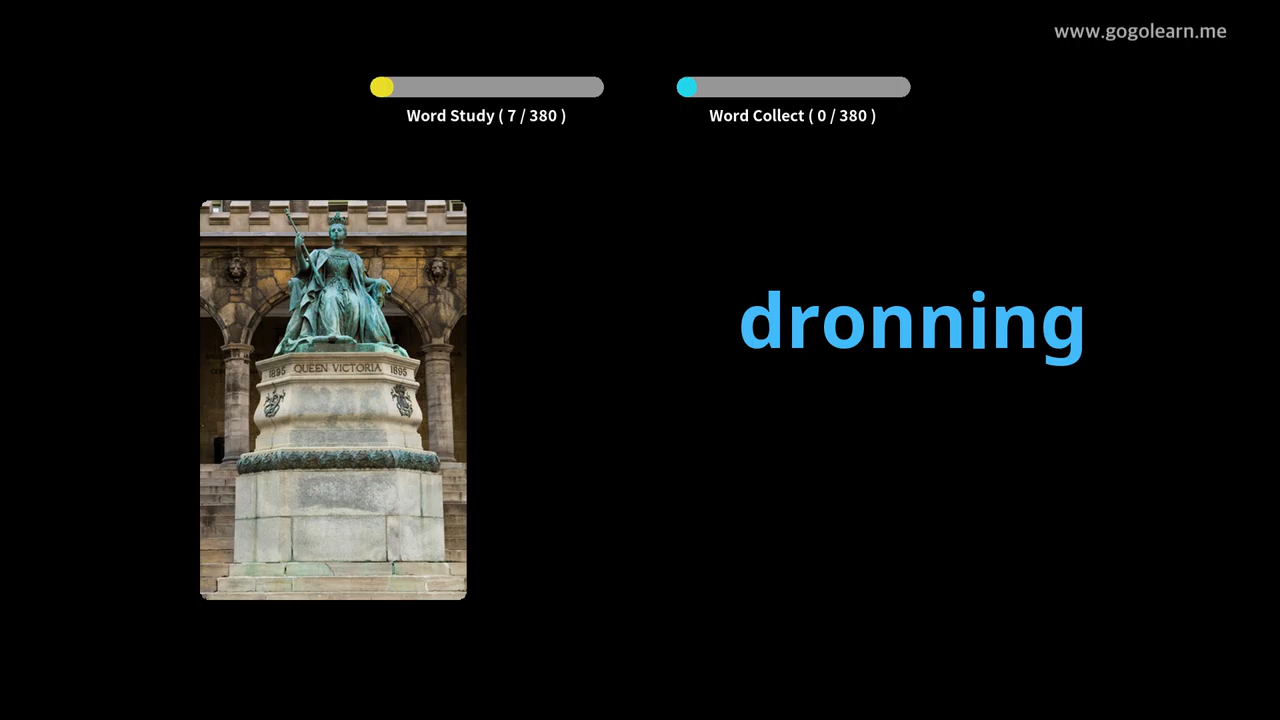 www.gogolearn.me
Word Study ( 7 / 380 )
Word Collect ( 0 / 380 )
dronning
1895 QUEEN VICTORIA 1895